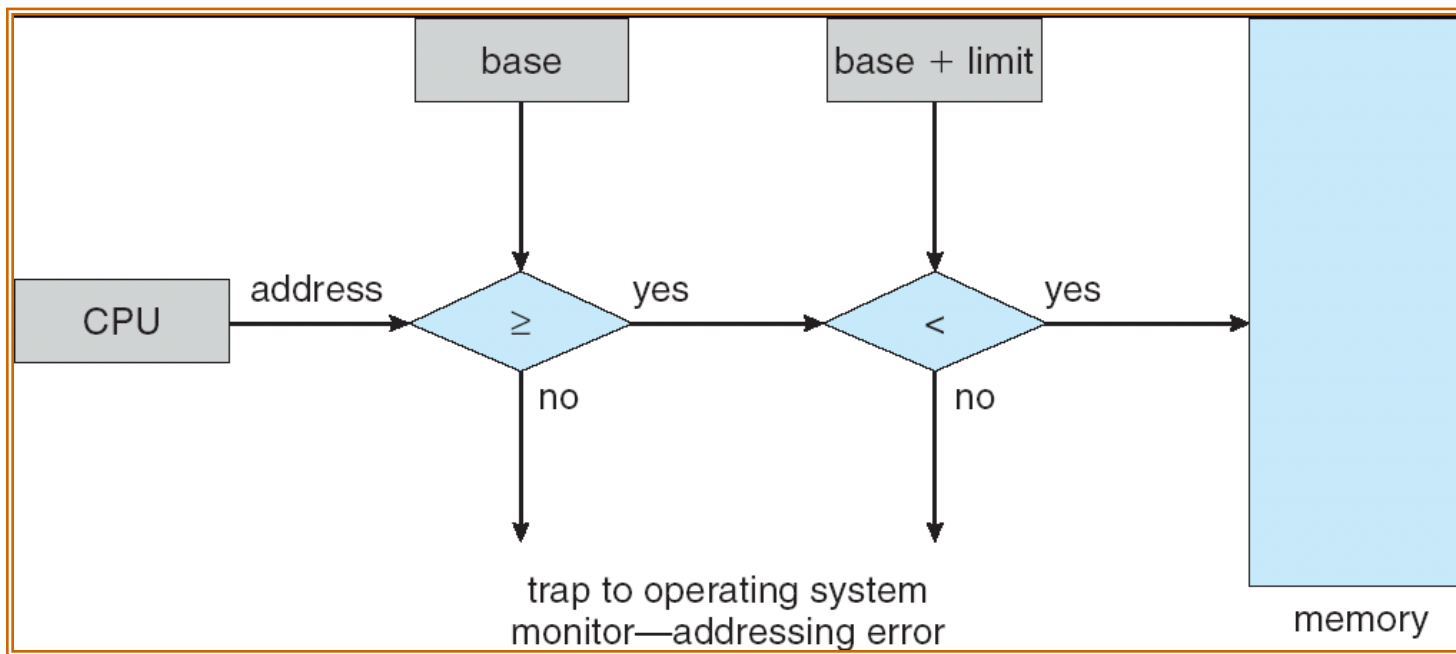 base
base + limit
CPU
address
≥
yes
<
yes
no
no
trap to operating system
monitor—addressing error
memory